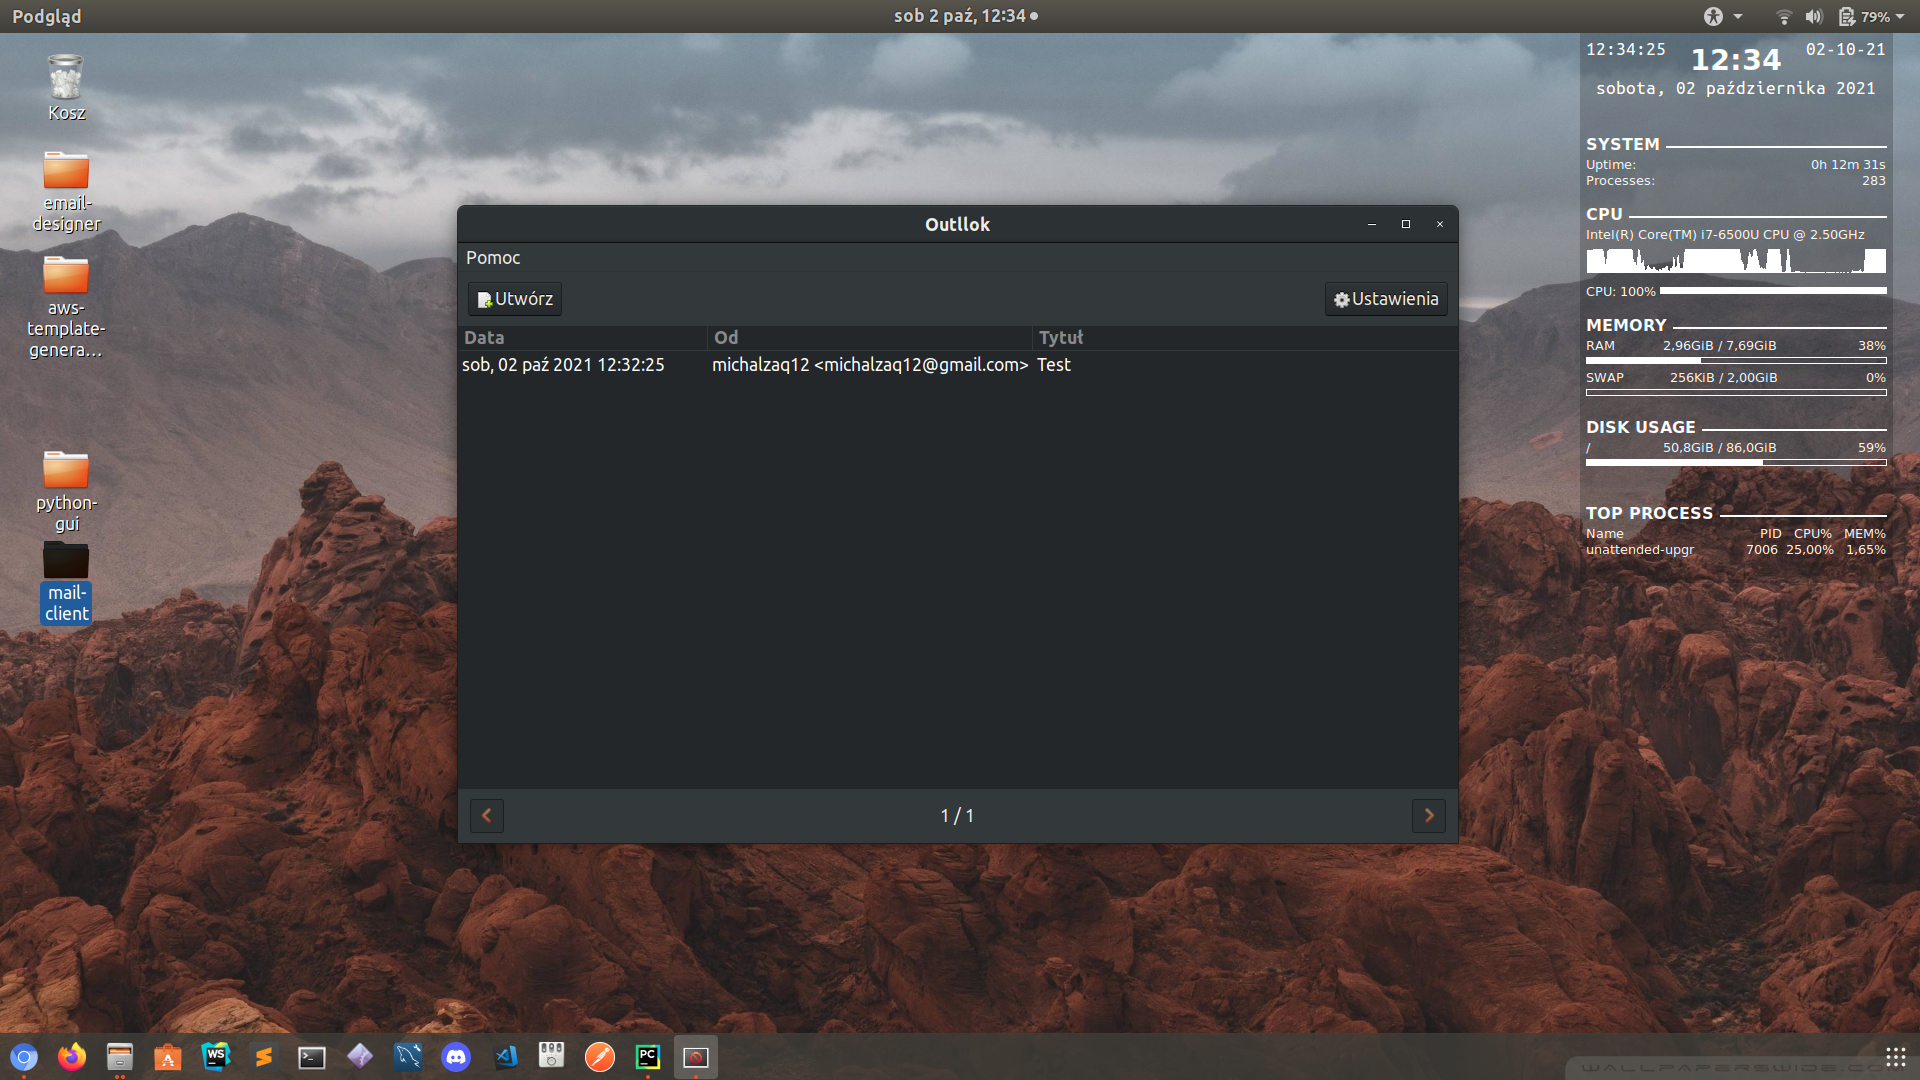 Podgląd
sob 2 paź, 12:34
79%
Kosz
email-
designer
aws-
template-
genera…
python-
gui
mail-
client
Outllok
Pomoc
Utwórz
Ustawienia
Data Od Tytuł
sob, 02 paź 2021 12:32:25 michalzaq12 <michalzaq12@gmail.com> Test
1 / 1
12:34:25 12:34 02-10-21
sobota, 02 października 2021
SYSTEM
Uptime: 0h 12m 31s
Processes: 283
CPU
Intel(R) Core(TM) i7-6500U CPU @ 2.50GHz
CPU: 100%
MEMORY
RAM 2,96GiB / 7,69GiB 38%
SWAP 256KiB / 2,00GiB 0%
DISK USAGE
/ 50,8GiB / 86,0GiB 59%
TOP PROCESS
Name PID CPU% MEM%
unattended-upgr 7006 25,00% 1,65%
WS
PC
WALLPAPERSWIDE.COM